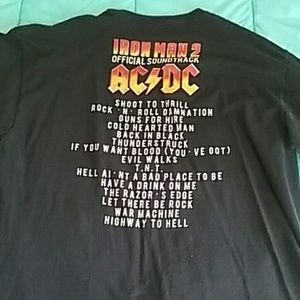 IRON MAN 2
OFFICIAL SOUNDTRACK
AC⚡DC
SHOOT TO THRILL
ROCK 'N' ROLL DAMNATION
GUNS FOR HIRE
COLD HEARTED MAN
BACK IN BLACK
THUNDERSTRUCK
IF YOU WANT BLOOD (YOU'VE GOT)
EVIL WALKS
T.N.T.
HELL AIN'T A BAD PLACE TO BE
HAVE A DRINK ON ME
THE RAZOR'S EDGE
LET THERE BE ROCK
WAR MACHINE
HIGHWAY TO HELL